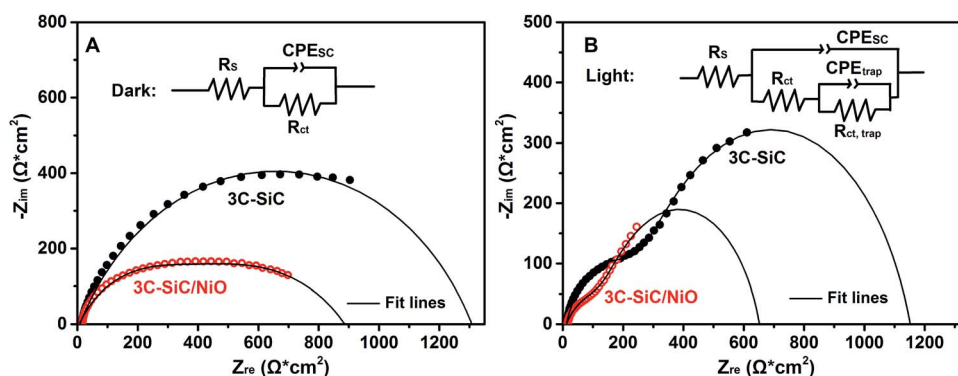 A
Dark:
Rs
CPEsc
Rct
3C-SiC
3C-SiC/NiO
Fit lines
-Zim (Ω*cm²)
800
600
400
200
0
0 200 400 600 800 1000 1200
Zre (Ω*cm²)
B
Light:
Rs
CPEsc
Rct
CPEtrap
Rct, trap
3C-SiC
3C-SiC/NiO
Fit lines
-Zim (Ω*cm²)
500
400
300
200
100
0
0 200 400 600 800 1000 1200
Zre (Ω*cm²)